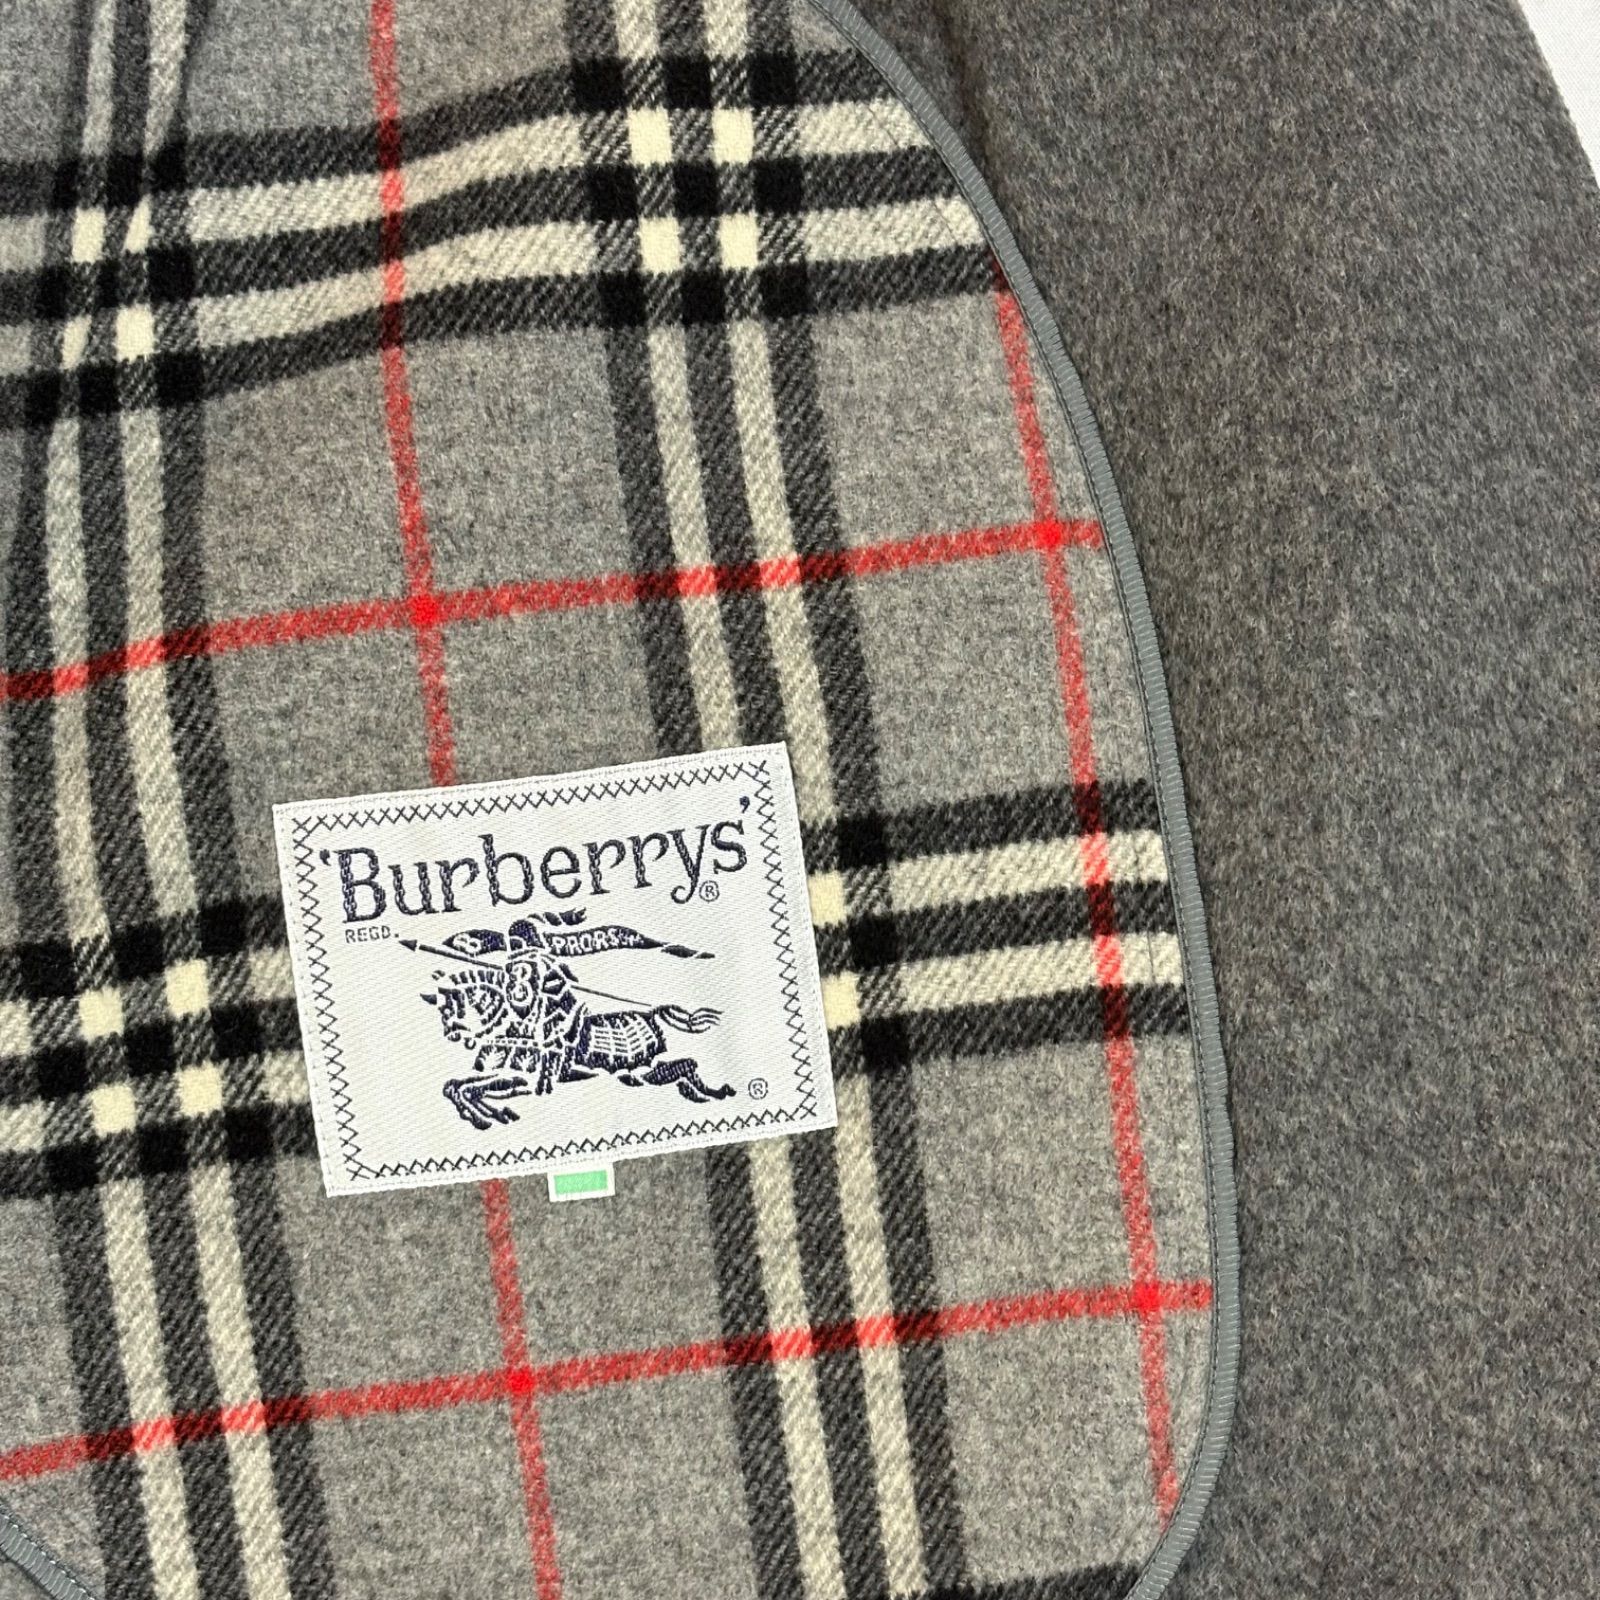 'Burberrys'®
REGD.
PRORSUM
®